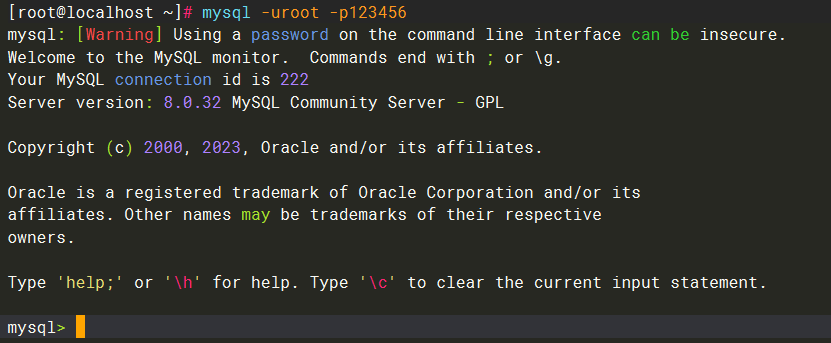 [root@localhost ~]# mysql -uroot -p123456
mysql: [Warning] Using a password on the command line interface can be insecure.
Welcome to the MySQL monitor.  Commands end with ; or \g.
Your MySQL connection id is 222
Server version: 8.0.32 MySQL Community Server - GPL
Copyright (c) 2000, 2023, Oracle and/or its affiliates.
Oracle is a registered trademark of Oracle Corporation and/or its
affiliates. Other names may be trademarks of their respective
owners.
Type 'help;' or '\h' for help. Type '\c' to clear the current input statement.
mysql>